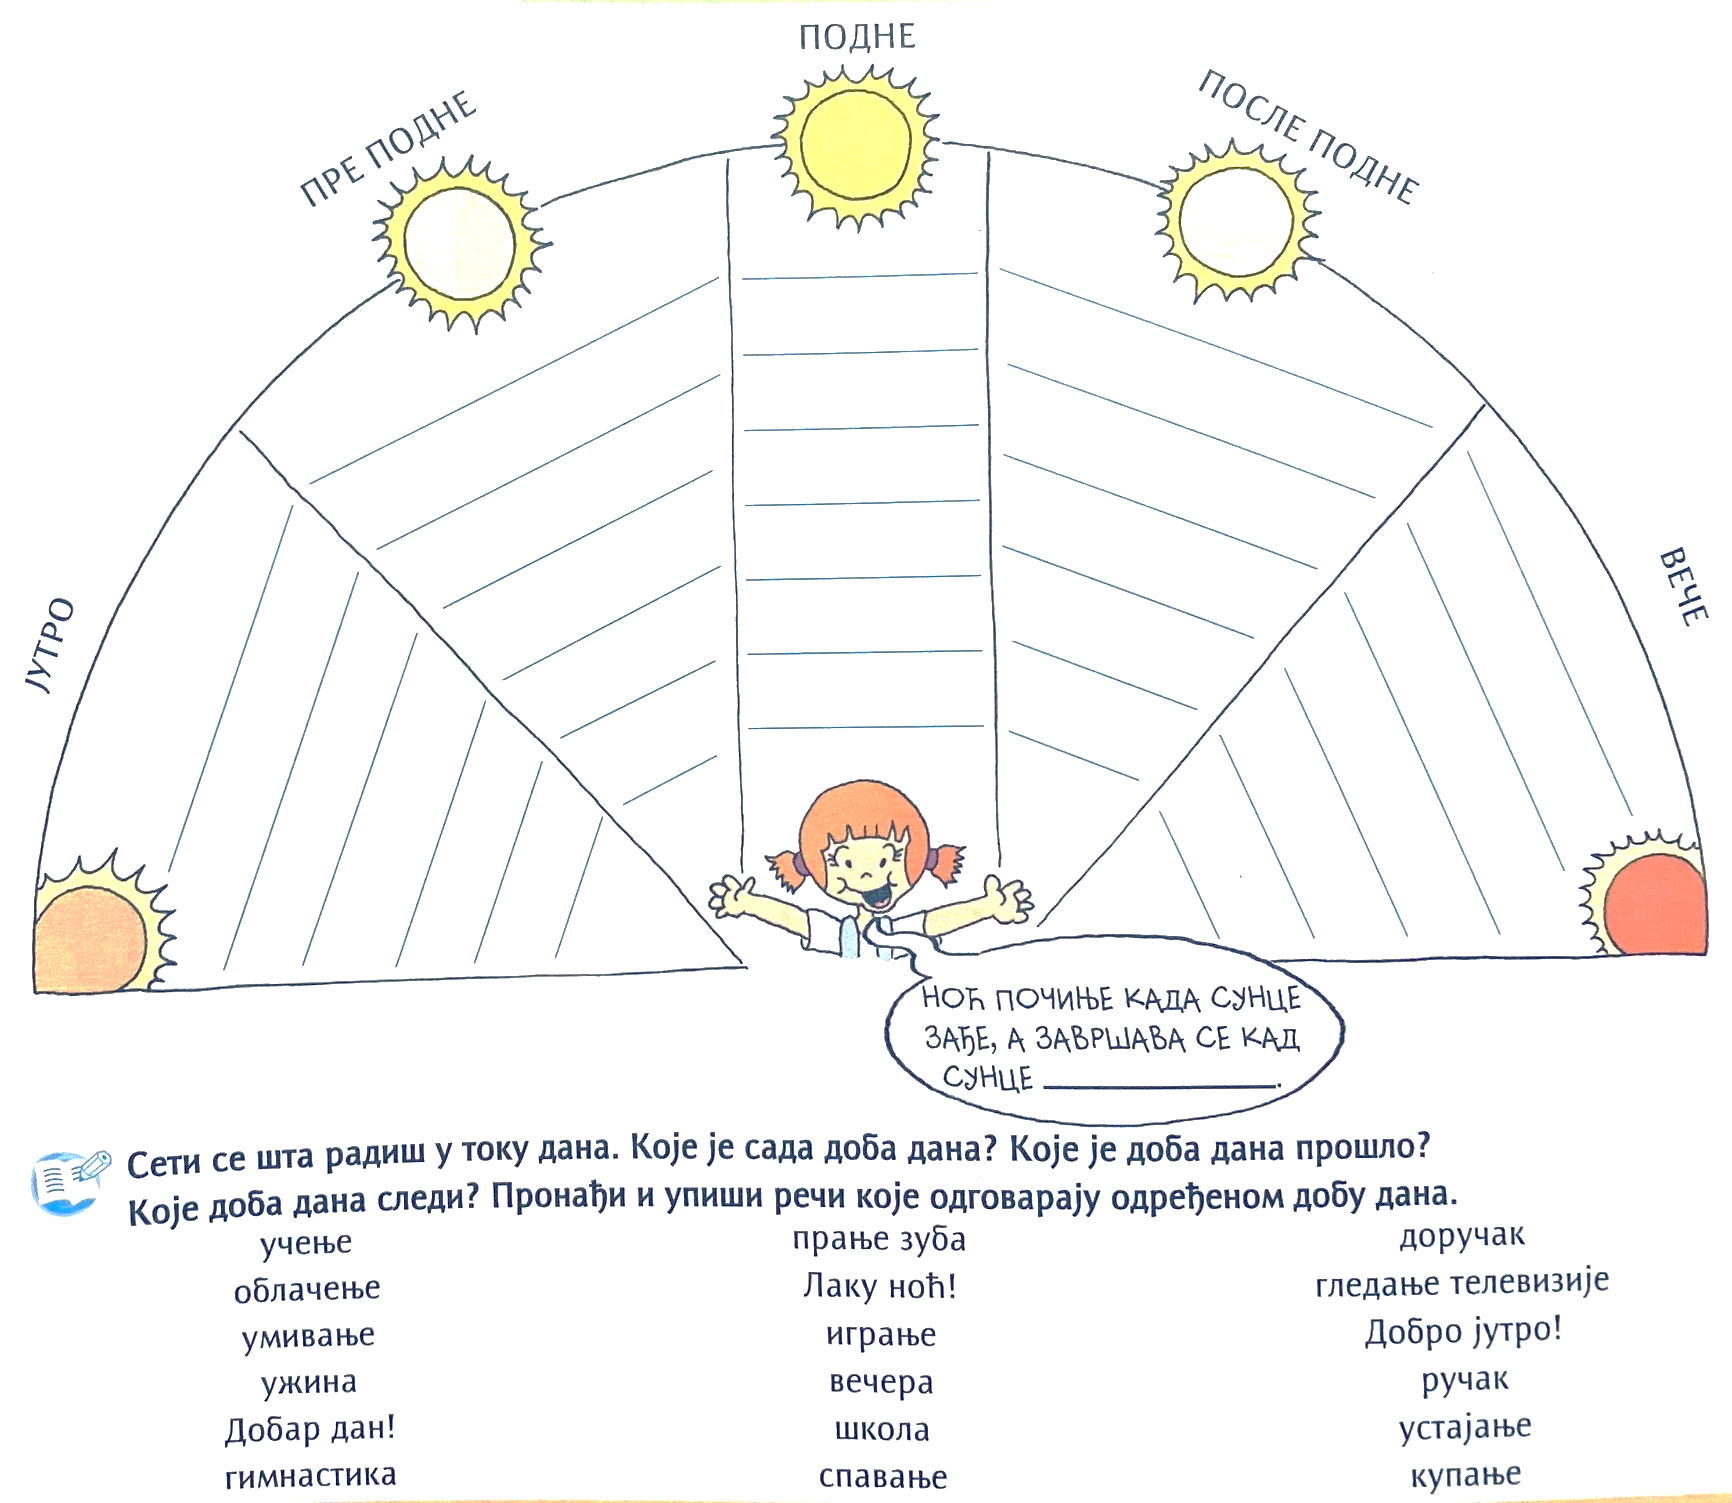 ПОДНЕ
ПРЕ ПОДНЕ
ПОСЛЕ ПОДНЕ
ЈУТРО
ВЕЧЕ
НОЋ ПОЧИЊЕ КАДА СУНЦЕ
ЗАЂЕ, А ЗАВРШАВА СЕ КАД
СУНЦЕ ____________.
Сети се шта радиш у току дана. Које је сада доба дана? Које је доба дана прошло?
Које доба дана следи? Пронађи и упиши речи које одговарају одређеном добу дана.
учење прање зуба доручак
облачење Лаку ноћ! гледање телевизије
умивање играње Добро јутро!
ужина вечера ручак
Добар дан! школа устајање
гимнастика спавање купање